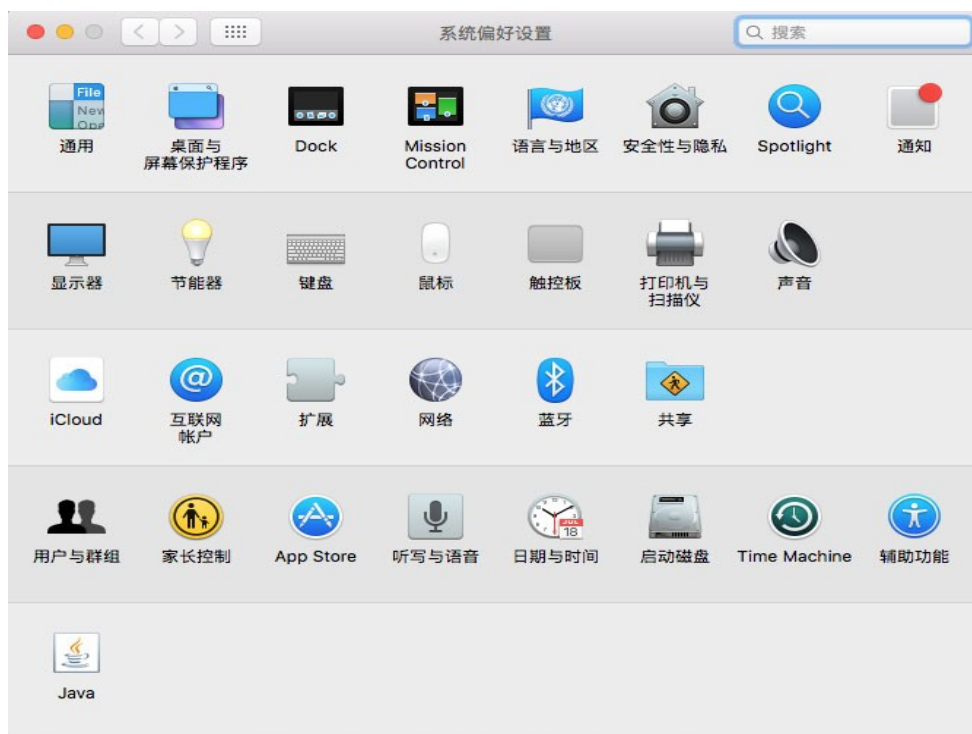 系统偏好设置
搜索
File
New
Ope
通用
桌面与
屏幕保护程序
Dock
Mission
Control
语言与地区
安全性与隐私
Spotlight
通知
显示器
节能器
键盘
鼠标
触控板
打印机与
扫描仪
声音
iCloud
@
互联网
帐户
扩展
网络
蓝牙
共享
用户与群组
家长控制
App Store
听写与语音
JUL
18
日期与时间
启动磁盘
Time Machine
辅助功能
Java